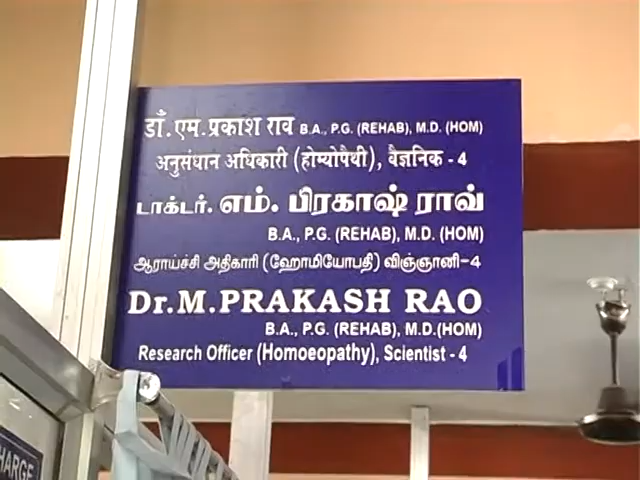 डॉ.एम.प्रकाश राव B.A., P.G. (REHAB), M.D. (HOM)
अनुसंधान अधिकारी (होम्योपैथी), वैज्ञनिक - 4
டாக்டர். எம். பிரகாஷ் ராவ்
B.A., P.G. (REHAB), M.D. (HOM)
ஆராய்ச்சி அதிகாரி (ஹோமியோபதி) விஞ்ஞானி-4
Dr.M.PRAKASH RAO
B.A., P.G. (REHAB), M.D.(HOM)
Research Officer (Homoeopathy), Scientist - 4